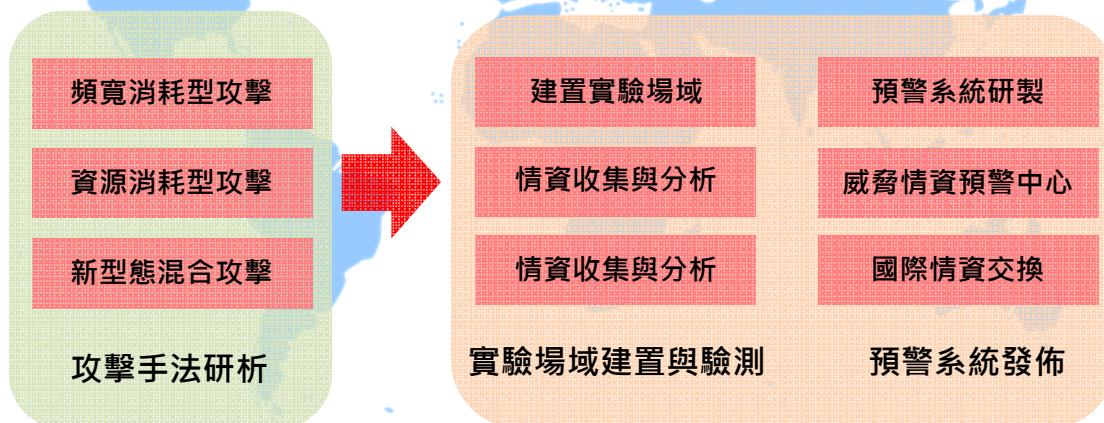 頻寬消耗型攻擊
資源消耗型攻擊
新型態混合攻擊
攻擊手法研析
建置實驗場域
情資收集與分析
情資收集與分析
實驗場域建置與驗測
預警系統研製
威脅情資預警中心
國際情資交換
預警系統發佈